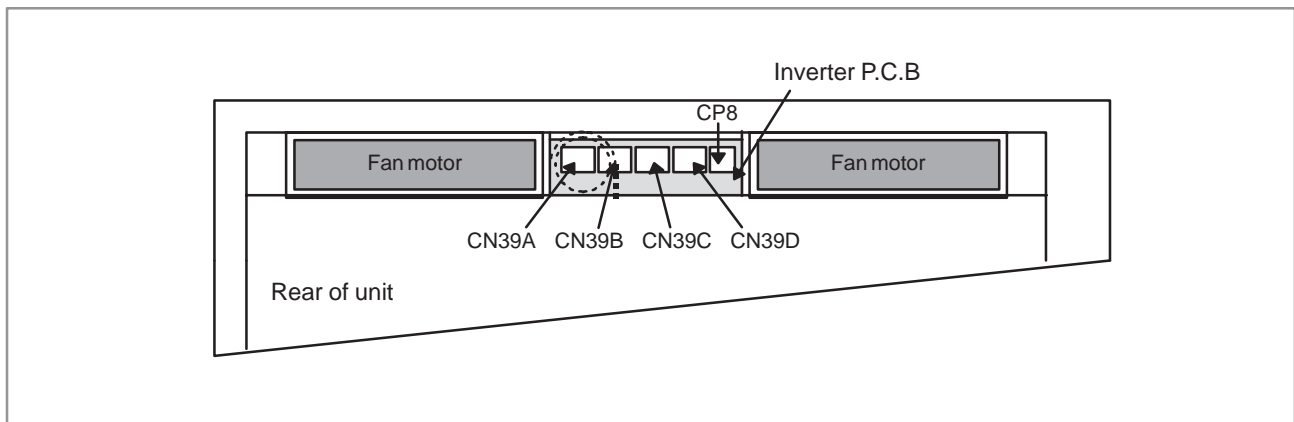 Inverter P.C.B
CP8
Fan motor
Fan motor
CN39A CN39B CN39C CN39D
Rear of unit